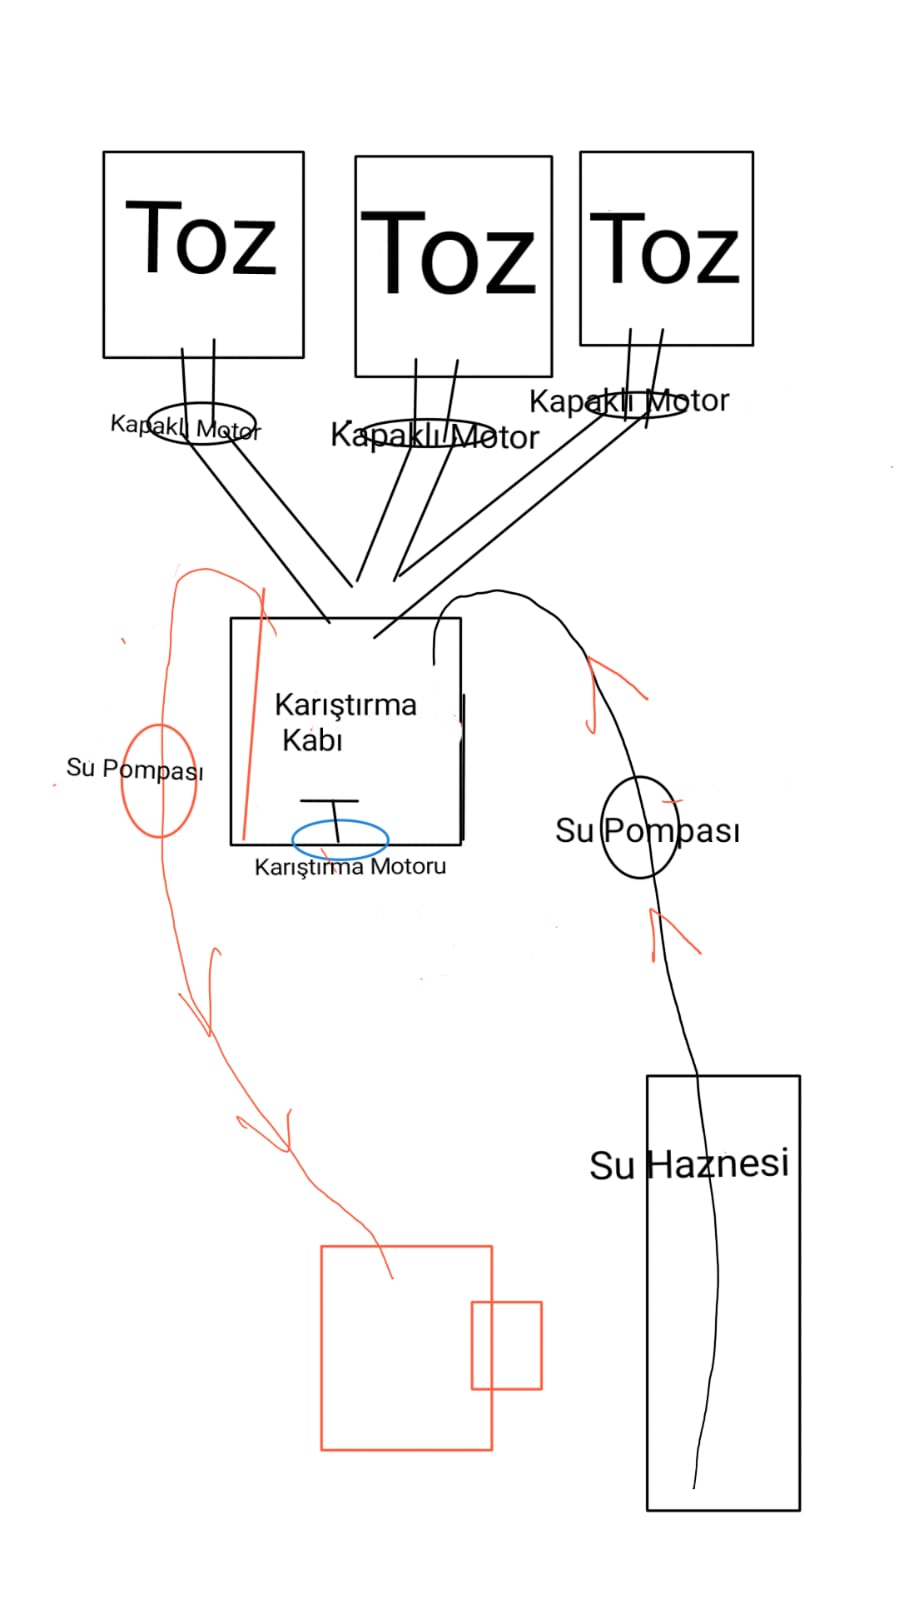 Toz
Toz
Toz
Kapaklı Motor
Kapaklı Motor
Kapaklı Motor
Karıştırma
Kabı
Su Pompası
Su Pompası
Karıştırma Motoru
Su Haznesi